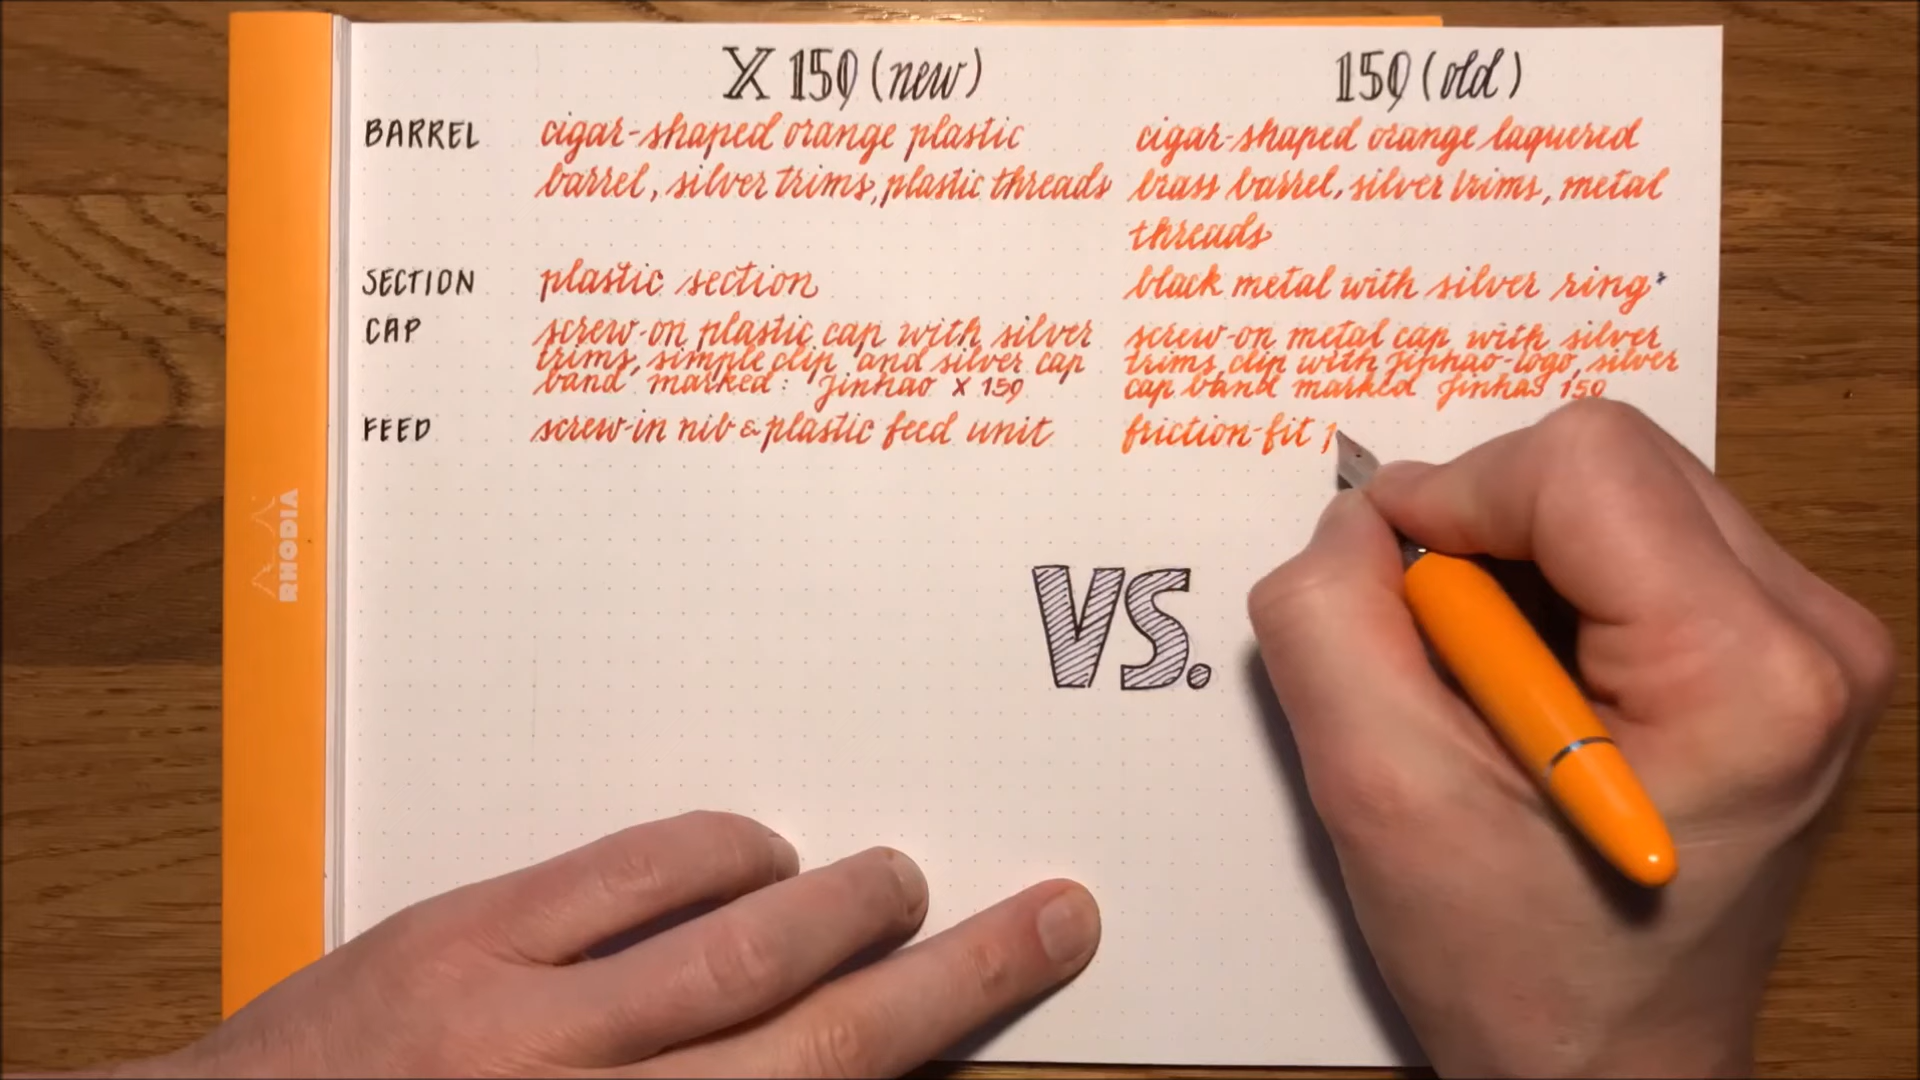 X 159 (new)
159 (old)
BARREL
cigar-shaped orange plastic
barrel, silver trims, plastic threads
cigar-shaped orange laquered
brass barrel, silver trims, metal
threads
SECTION
plastic section
black metal with silver ring
CAP
screw-on plastic cap with silver
trims, simple clip and silver cap
band marked: Jinhao X 159
screw-on metal cap with silver
trims, clip with Jinhao-logo, silver
cap band marked Jinhao 159
FEED
screw-in nib & plastic feed unit
friction-fit
VS.
RHODIA